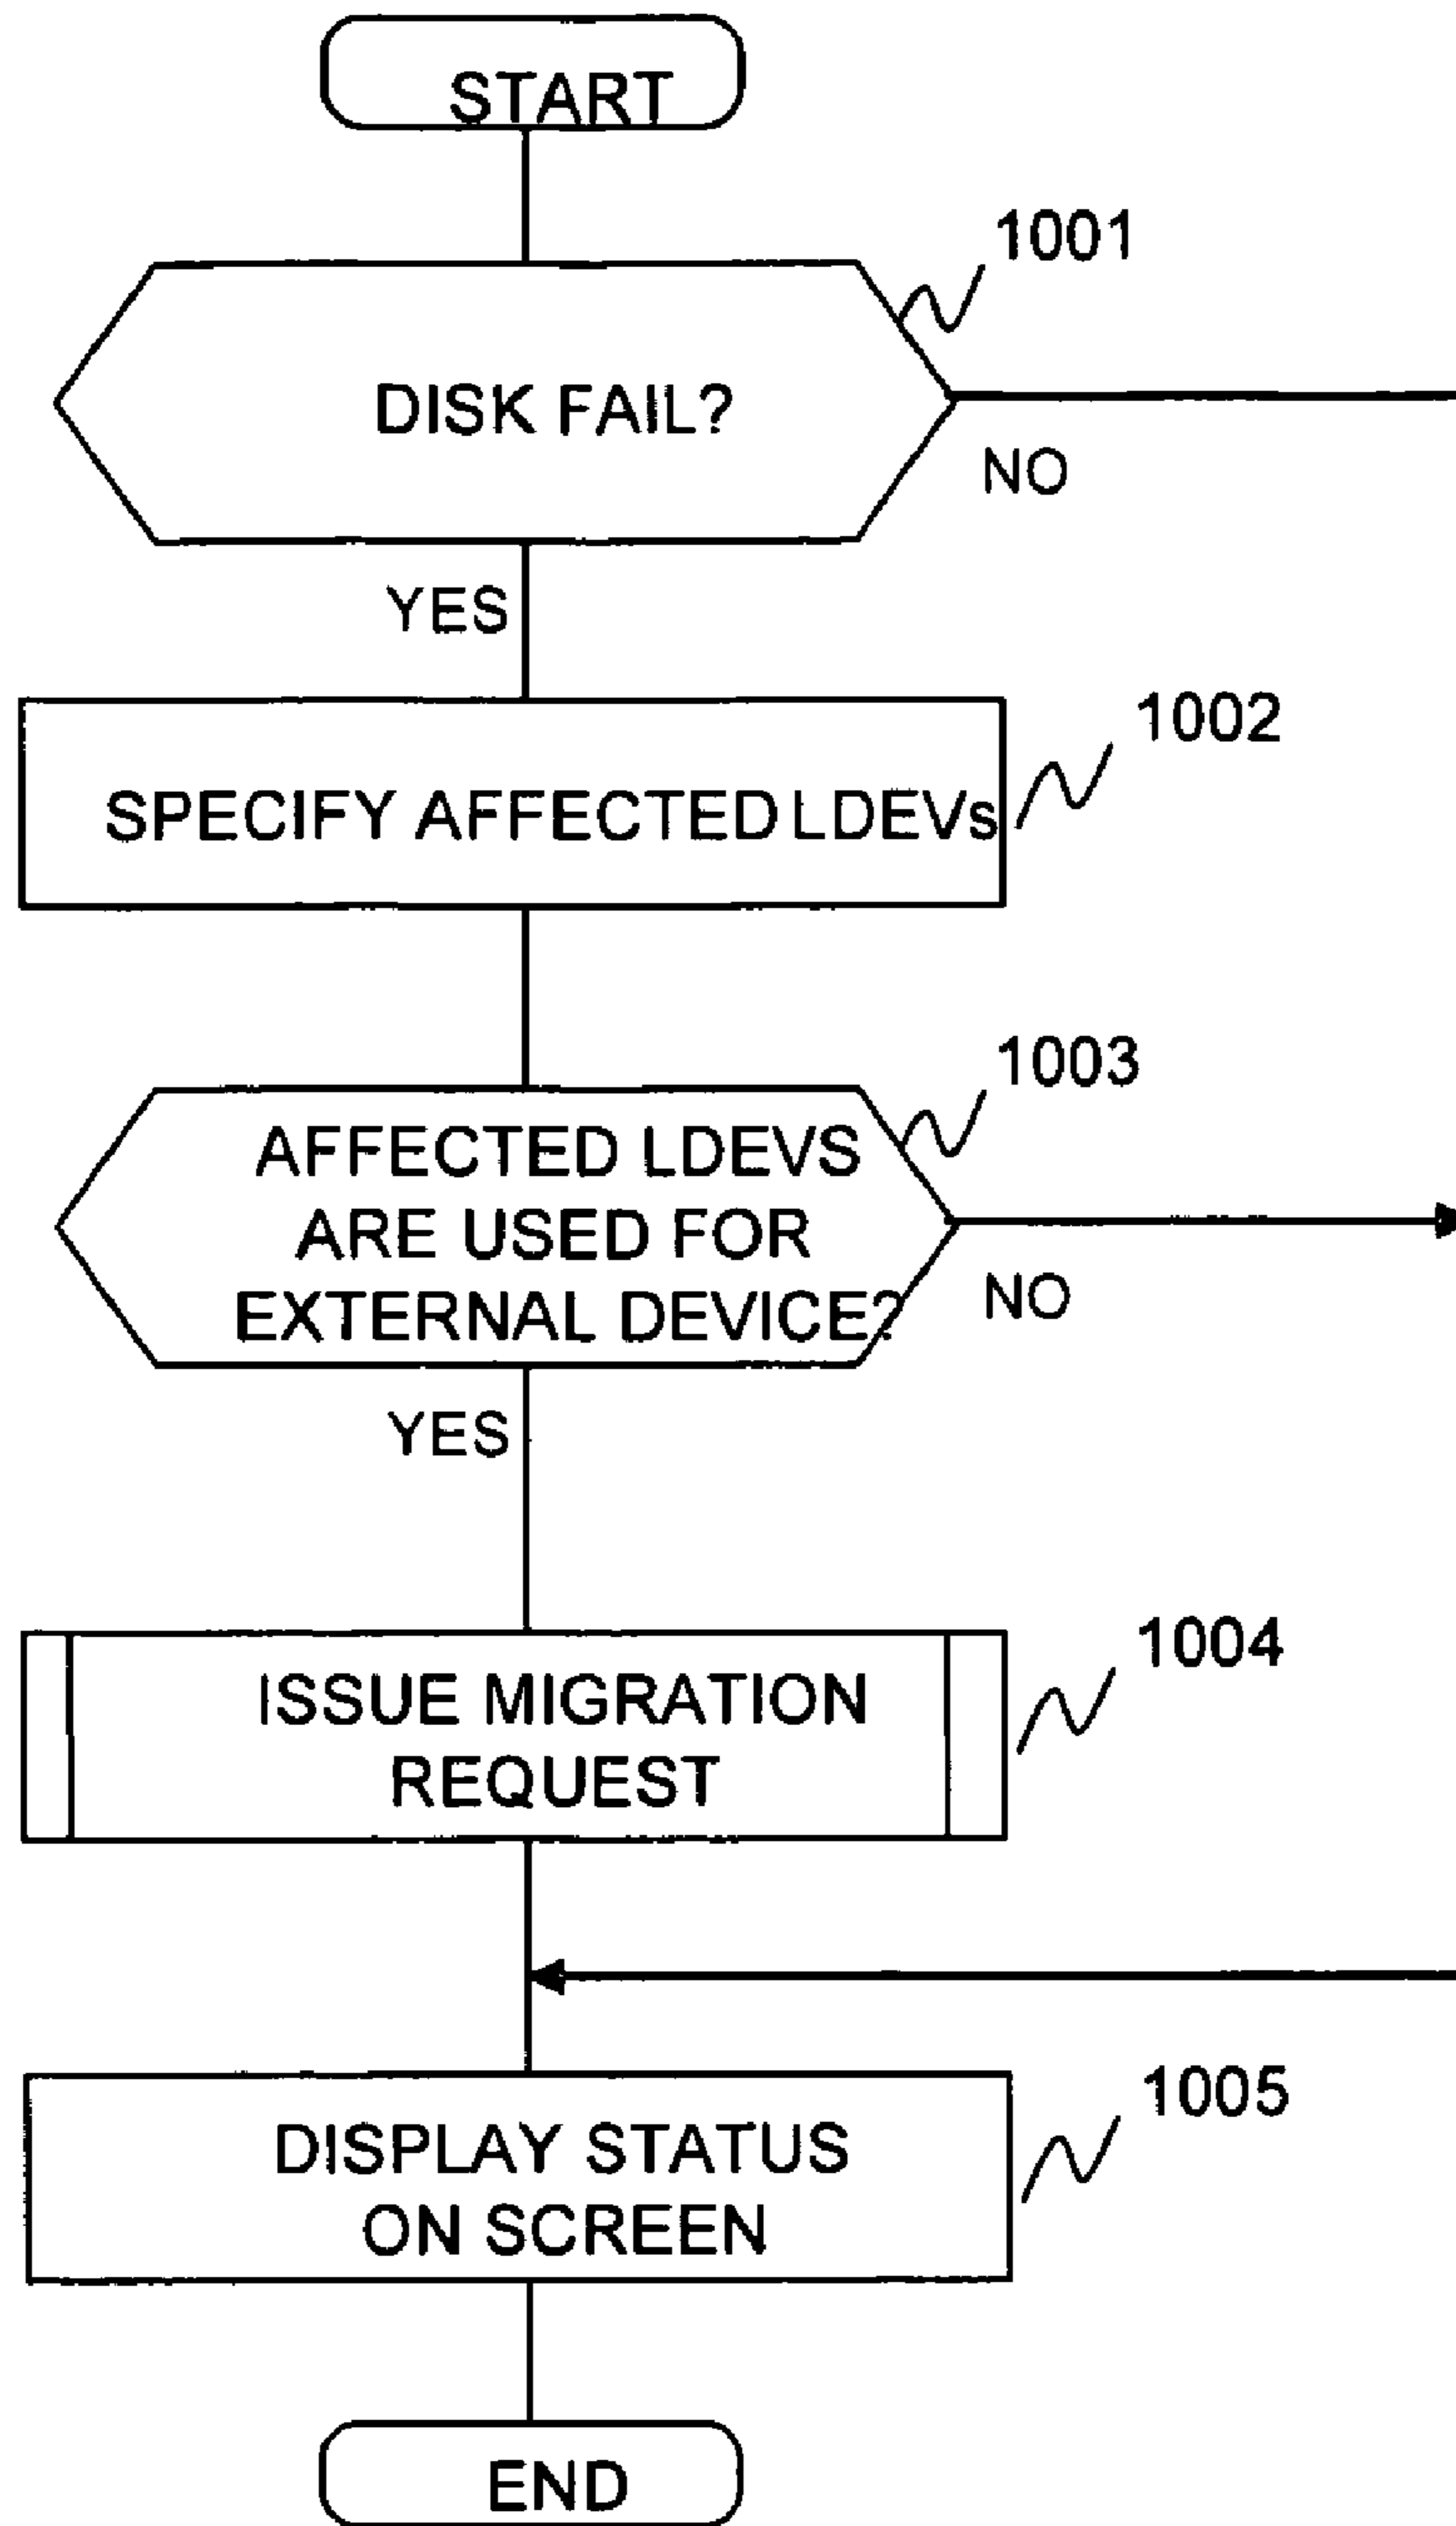 START
1001
DISK FAIL?
NO
YES
1002
SPECIFY AFFECTED LDEVs
1003
AFFECTED LDEVS
ARE USED FOR
EXTERNAL DEVICE?
NO
YES
1004
ISSUE MIGRATION
REQUEST
1005
DISPLAY STATUS
ON SCREEN
END